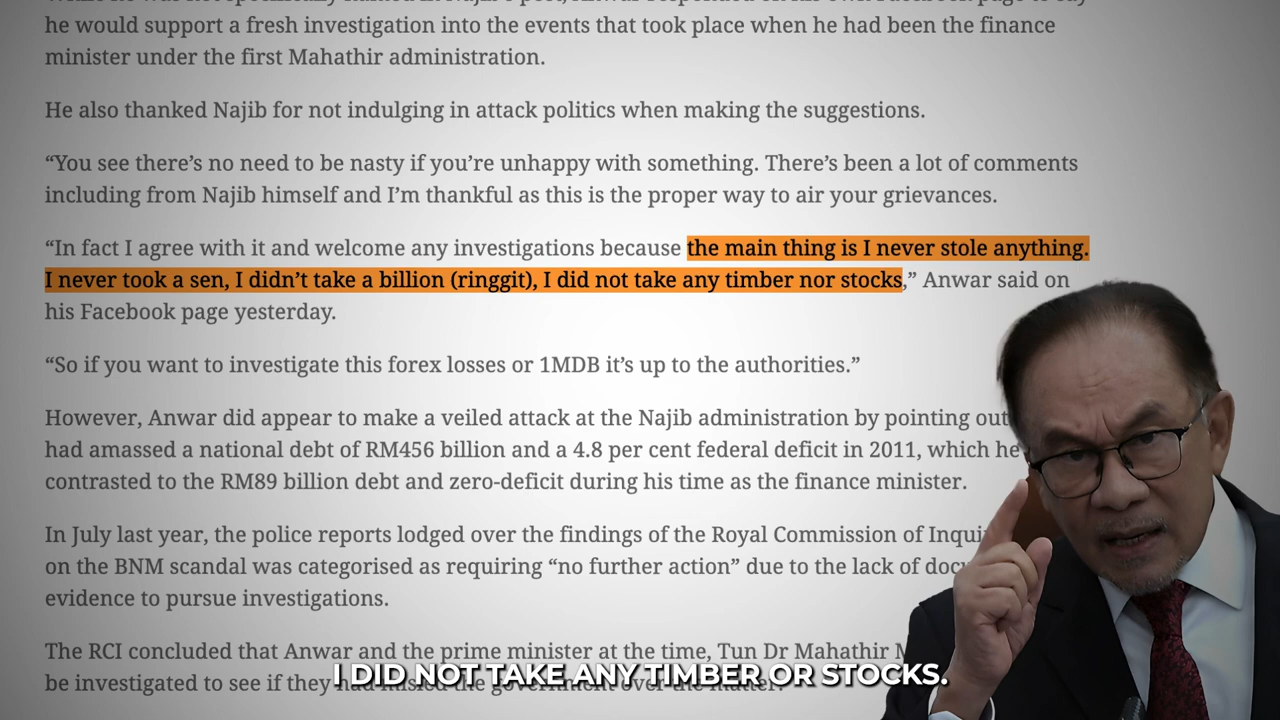 he would support a fresh investigation into the events that took place when he had been the finance
minister under the first Mahathir administration.
He also thanked Najib for not indulging in attack politics when making the suggestions.
“You see there’s no need to be nasty if you’re unhappy with something. There’s been a lot of comments
including from Najib himself and I’m thankful as this is the proper way to air your grievances.
“In fact I agree with it and welcome any investigations because the main thing is I never stole anything.
I never took a sen, I didn’t take a billion (ringgit), I did not take any timber nor stocks,” Anwar said on
his Facebook page yesterday.
“So if you want to investigate this forex losses or 1MDB it’s up to the authorities.”
However, Anwar did appear to make a veiled attack at the Najib administration by pointing out
had amassed a national debt of RM456 billion and a 4.8 per cent federal deficit in 2011, which he
contrasted to the RM89 billion debt and zero-deficit during his time as the finance minister.
In July last year, the police reports lodged over the findings of the Royal Commission of
on the BNM scandal was categorised as requiring “no further action” due to the lack of
evidence to pursue investigations.
The RCI concluded that Anwar and the prime minister at the time, Tun Dr Mahathir
be investigated to see if they had misled the government over the matter.
I DID NOT TAKE ANY TIMBER OR STOCKS.